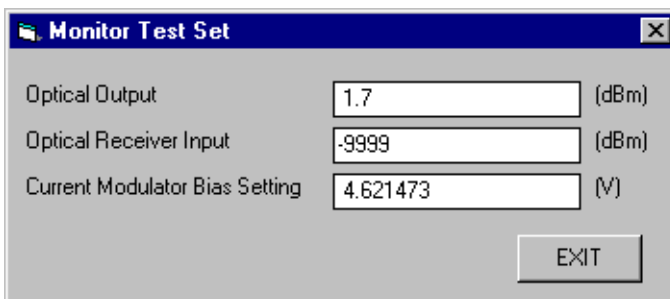 Monitor Test Set
Optical Output 1.7 (dBm)
Optical Receiver Input -9999 (dBm)
Current Modulator Bias Setting 4.621473 (V)
EXIT